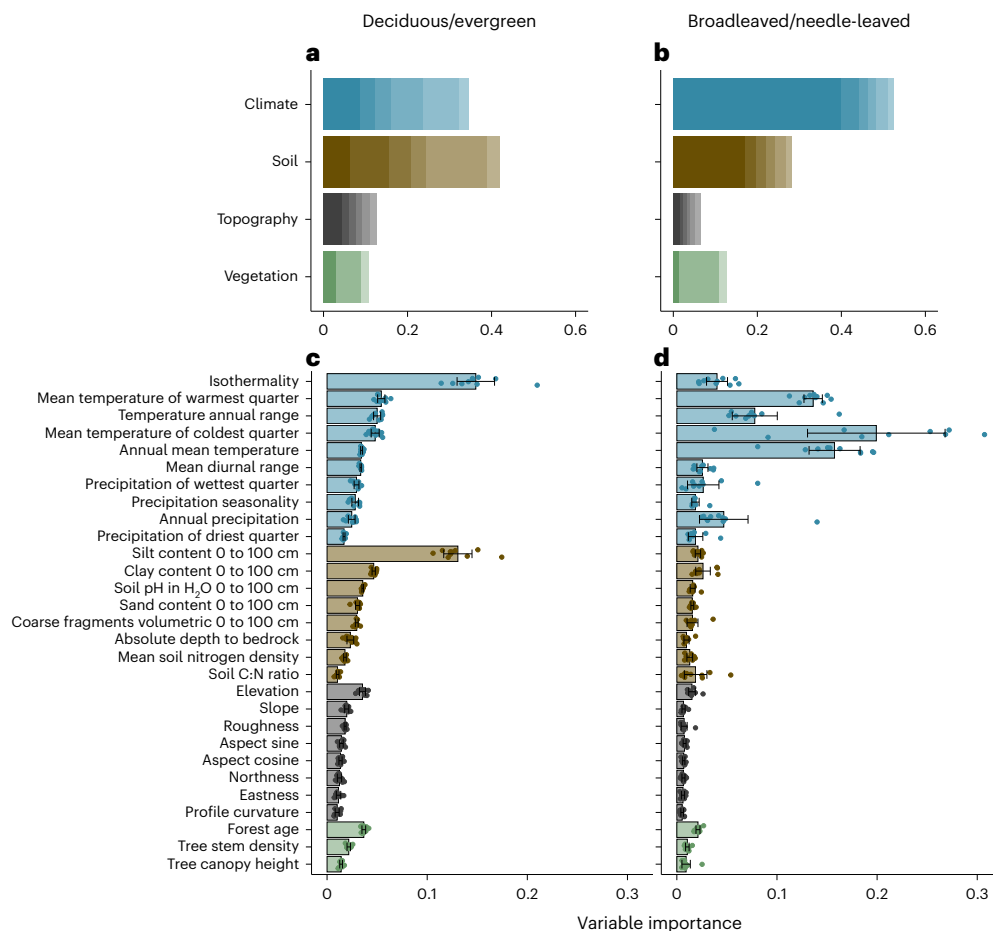 Deciduous/evergreen
Broadleaved/needle-leaved
a
b
Climate
Soil
Topography
Vegetation
0 0.2 0.4 0.6
0 0.2 0.4 0.6
c
d
Isothermality
Mean temperature of warmest quarter
Temperature annual range
Mean temperature of coldest quarter
Annual mean temperature
Mean diurnal range
Precipitation of wettest quarter
Precipitation seasonality
Annual precipitation
Precipitation of driest quarter
Silt content 0 to 100 cm
Clay content 0 to 100 cm
Soil pH in H₂O 0 to 100 cm
Sand content 0 to 100 cm
Coarse fragments volumetric 0 to 100 cm
Absolute depth to bedrock
Mean soil nitrogen density
Soil C:N ratio
Elevation
Slope
Roughness
Aspect sine
Aspect cosine
Northness
Eastness
Profile curvature
Forest age
Tree stem density
Tree canopy height
0 0.1 0.2 0.3
0 0.1 0.2 0.3
Variable importance